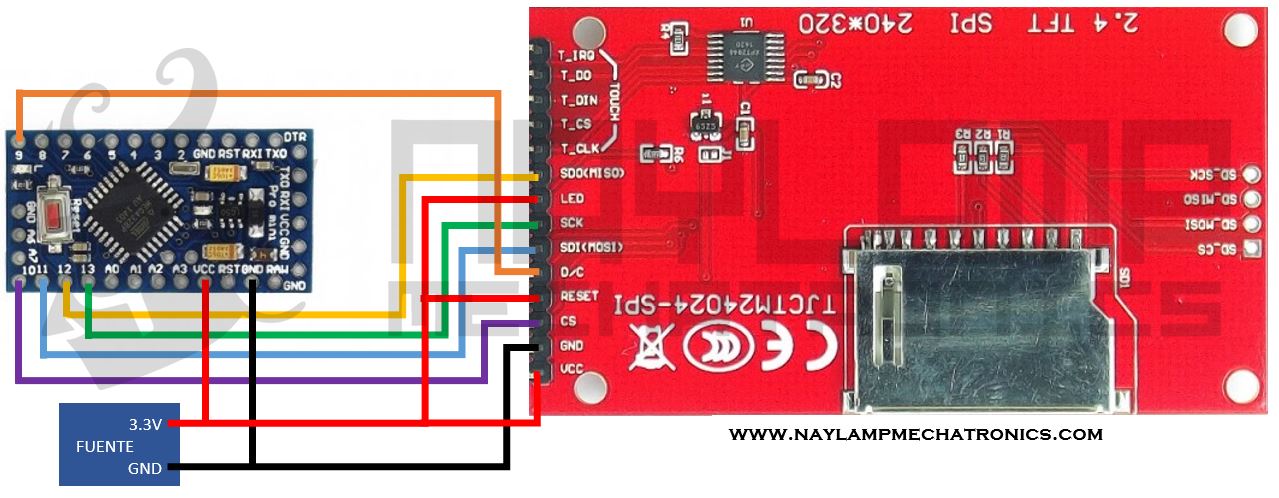 2.4 TFT SPI 240*320
U1
R4
C2
T_IRQ
T_DO
T_DIN
T_CS
T_CLK
TOUCH
C1
R6
J1
R3
R2
R1
SDO(MISO)
LED
SCK
SDI(MOSI)
D/C
RESET
CS
GND
VCC
SD_SCK
SD_MISO
SD_MOSI
SD_CS
TJCTM24024-SPI
NAYLAMP
MECHATRONICS
DTR
9 8 7 6 5 4 3 2 GND RST RXI TXO
TXO RXI VCC GND
GND A6 A7
Reset
Pro mini
10 11 12 13 A0 A1 A2 A3 VCC RST GND RAW
GND
3.3V
FUENTE
GND
WWW.NAYLAMPMECHATRONICS.COM